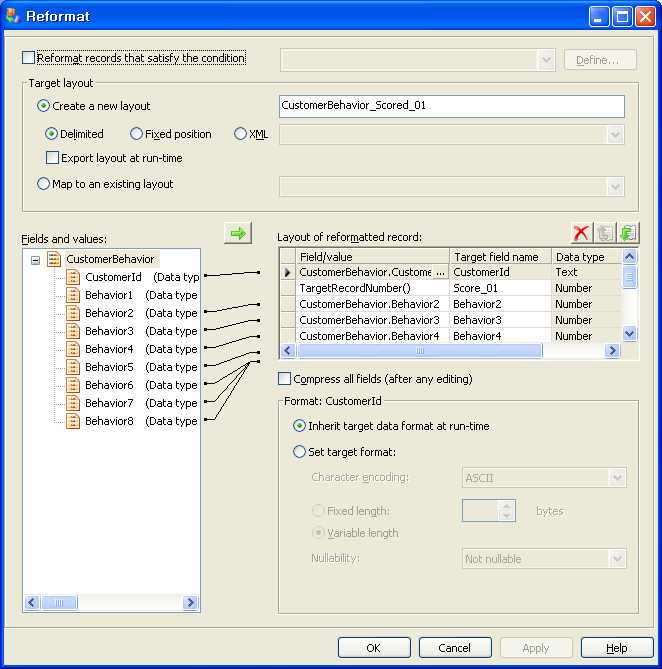 Reformat
Reformat records that satisfy the condition
Define...
Target layout
Create a new layout
CustomerBehavior_Scored_01
Delimited Fixed position XML
Export layout at run-time
Map to an existing layout
Fields and values:
CustomerBehavior
CustomerId (Data typ
Behavior1 (Data type
Behavior2 (Data type
Behavior3 (Data type
Behavior4 (Data type
Behavior5 (Data type
Behavior6 (Data type
Behavior7 (Data type
Behavior8 (Data type
Layout of reformatted record:
Field/value Target field name Data type
CustomerBehavior.Custome ... CustomerId Text
TargetRecordNumber() Score_01 Number
CustomerBehavior.Behavior2 Behavior2 Number
CustomerBehavior.Behavior3 Behavior3 Number
CustomerBehavior.Behavior4 Behavior4 Number
Compress all fields (after any editing)
Format: CustomerId
Inherit target data format at run-time
Set target format:
Character encoding: ASCII
Fixed length: bytes
Variable length
Nullability: Not nullable
OK Cancel Apply Help